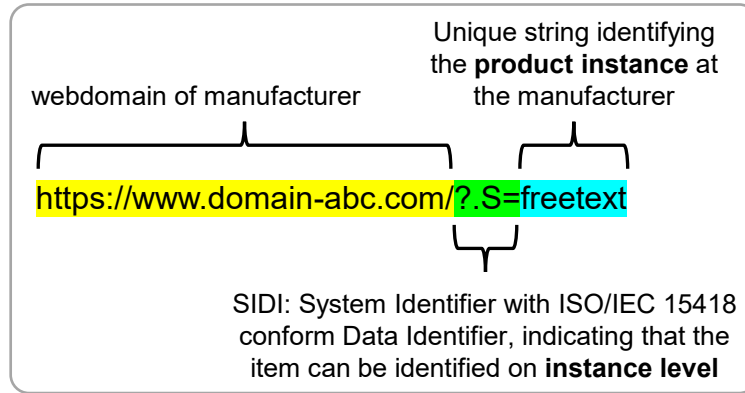 Unique string identifying
the product instance at
the manufacturer
webdomain of manufacturer
https://www.domain-abc.com/?.S=freetext
SIDI: System Identifier with ISO/IEC 15418
conform Data Identifier, indicating that the
item can be identified on instance level